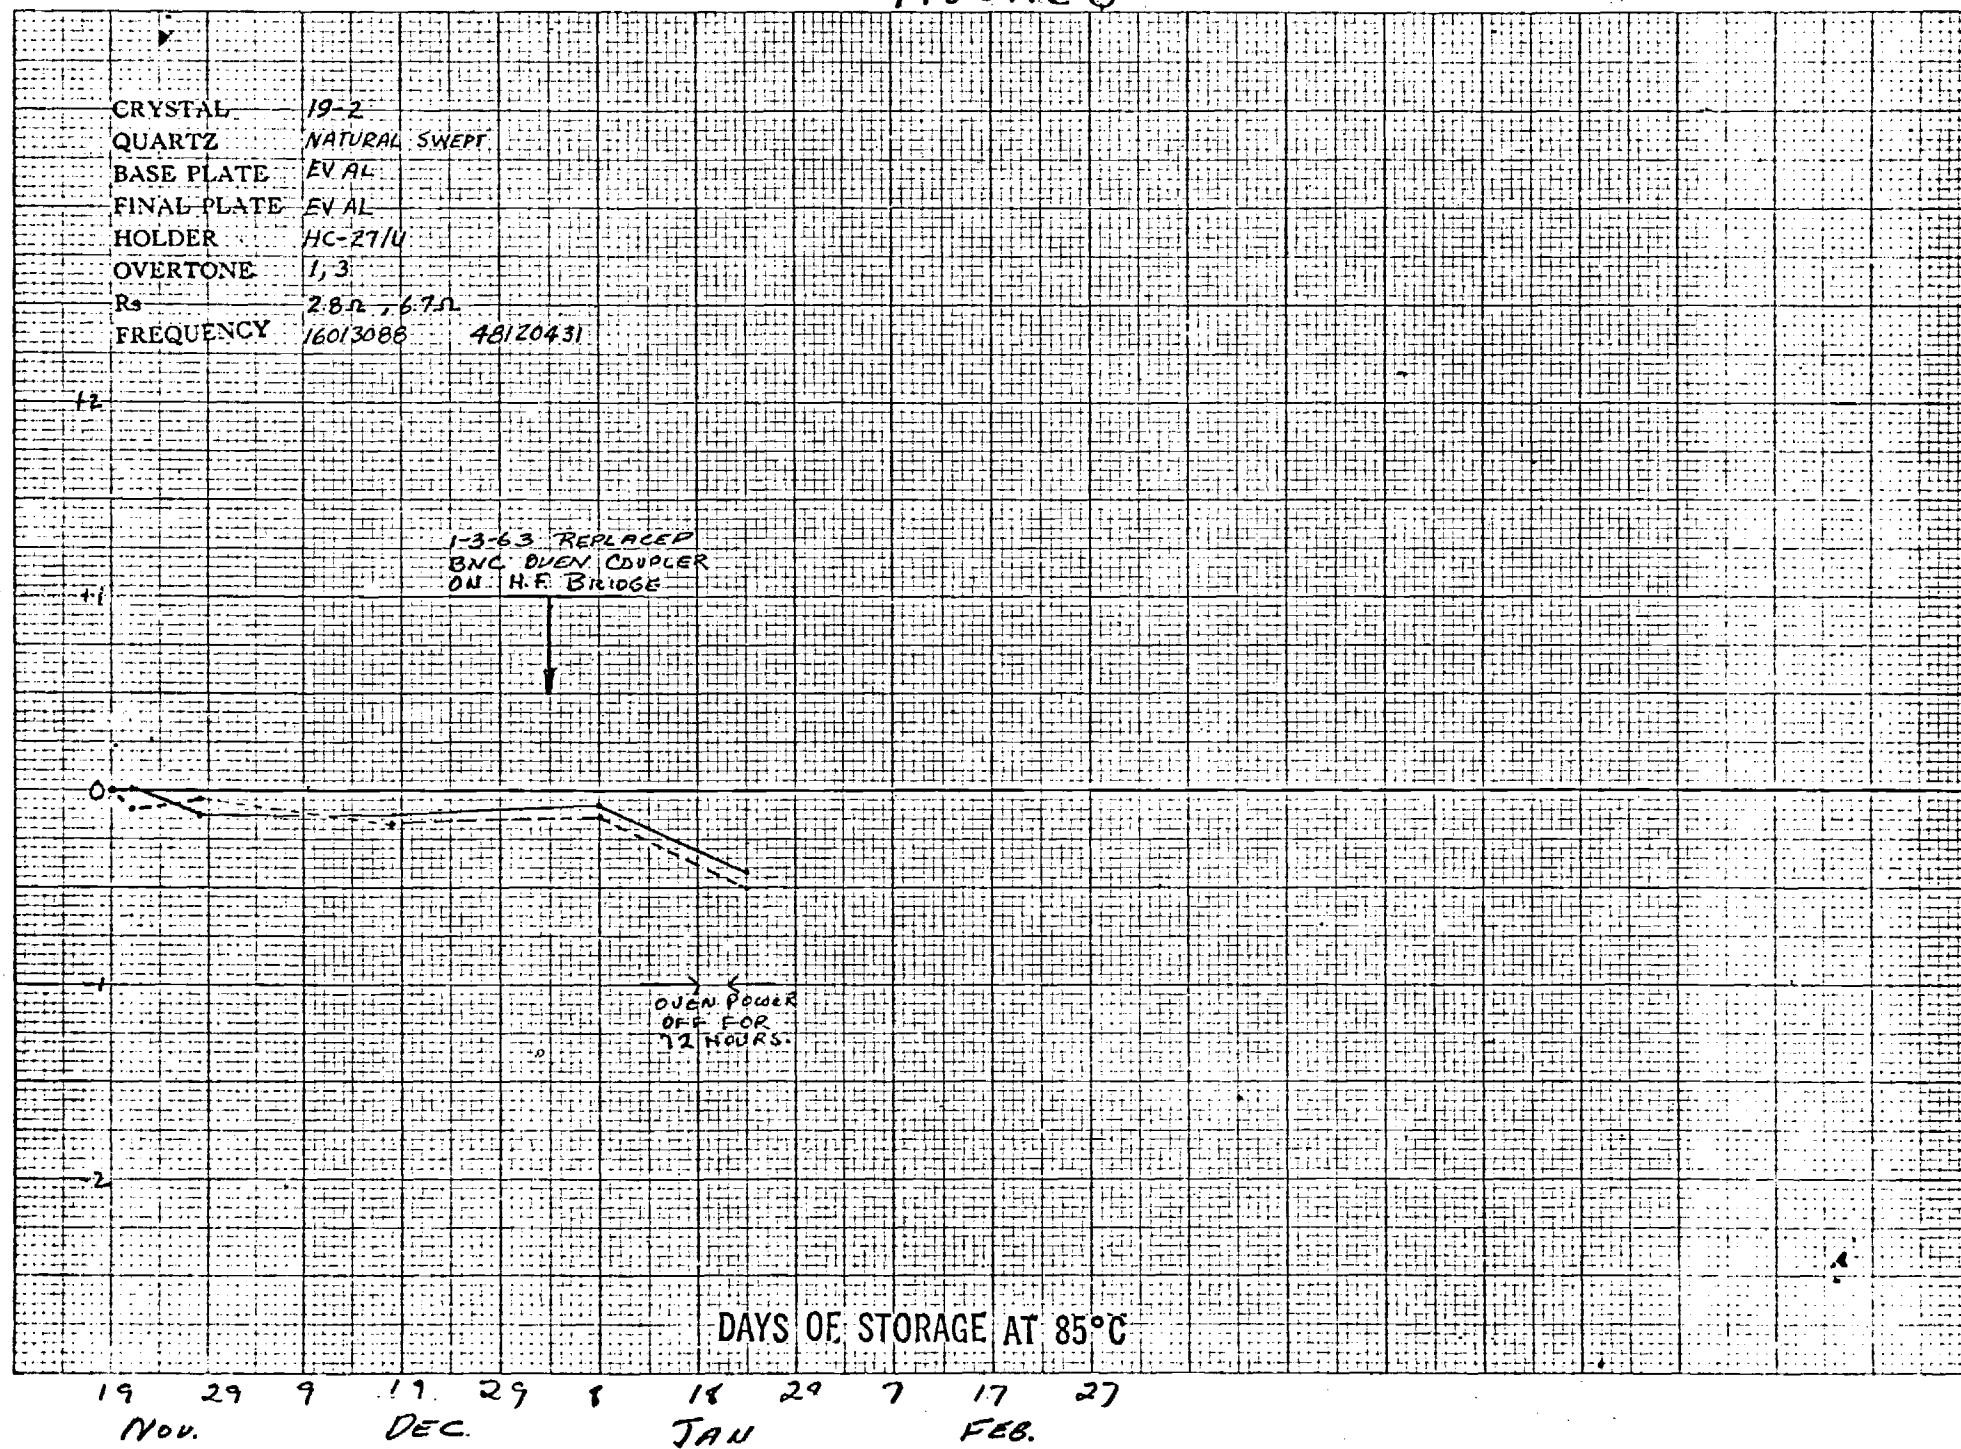 CRYSTAL 19-2
QUARTZ NATURAL SWEPT
BASE PLATE EV AL
FINAL PLATE EV AL
HOLDER HC-27/U
OVERTONE 1, 3
Rs 2.8Ω, 6.7Ω
FREQUENCY 16013088 48120431
+2
1-3-63 REPLACED
BNC OVEN COUPLER
ON H.F. BRIDGE
+1
0
-1
OVEN POWER
OFF FOR
72 HOURS.
-2
DAYS OF STORAGE AT 85°C
19 29 9 19 29 8 18 29 7 17 27
NOV. DEC. JAN FEB.